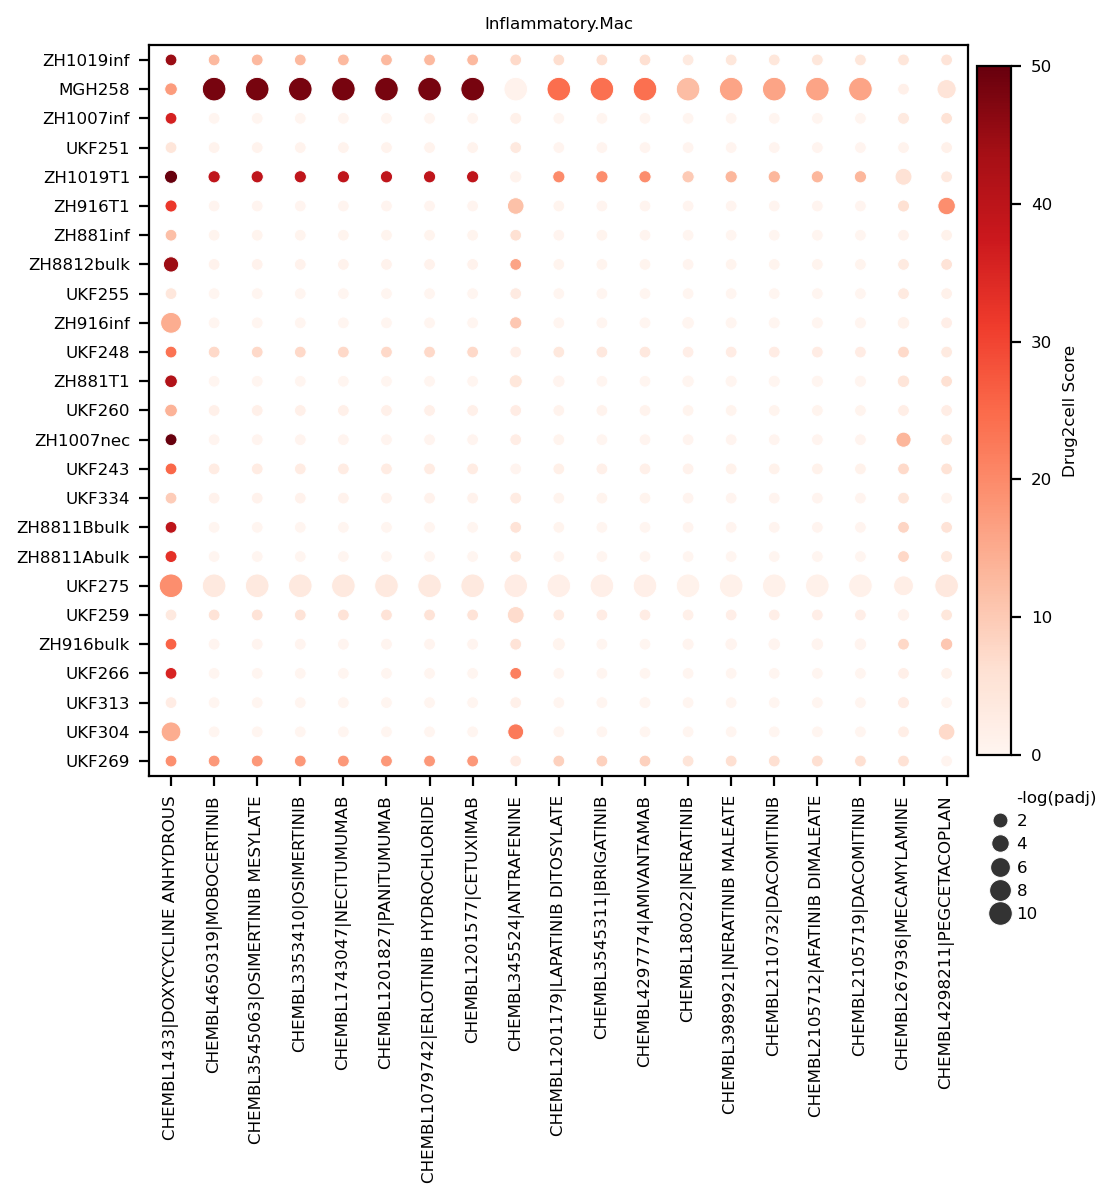 Inflammatory.Mac
ZH1019inf
MGH258
ZH1007inf
UKF251
ZH1019T1
ZH916T1
ZH881inf
ZH8812bulk
UKF255
ZH916inf
UKF248
ZH881T1
UKF260
ZH1007nec
UKF243
UKF334
ZH8811Bbulk
ZH8811Abulk
UKF275
UKF259
ZH916bulk
UKF266
UKF313
UKF304
UKF269
CHEMBL1433|DOXYCYCLINE ANHYDROUS
CHEMBL4650319|MOBOCERTINIB
CHEMBL3545063|OSIMERTINIB MESYLATE
CHEMBL3353410|OSIMERTINIB
CHEMBL1743047|NECITUMUMAB
CHEMBL1201827|PANITUMUMAB
CHEMBL1079742|ERLOTINIB HYDROCHLORIDE
CHEMBL1201577|CETUXIMAB
CHEMBL345524|ANTRAFENINE
CHEMBL1201179|LAPATINIB DITOSYLATE
CHEMBL3545311|BRIGATINIB
CHEMBL4297774|AMIVANTAMAB
CHEMBL180022|NERATINIB
CHEMBL3989921|NERATINIB MALEATE
CHEMBL2110732|DACOMITINIB
CHEMBL2105712|AFATINIB DIMALEATE
CHEMBL2105719|DACOMITINIB
CHEMBL267936|MECAMYLAMINE
CHEMBL4298211|PEGCETACOPLAN
50
40
30
20
10
0
Drug2cell Score
-log(padj)
2
4
6
8
10